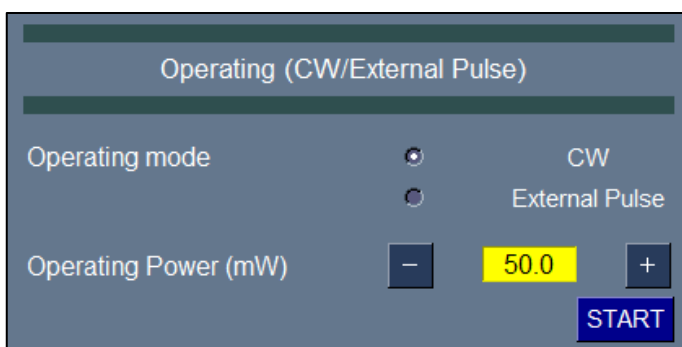 Operating (CW/External Pulse)
Operating mode CW
External Pulse
Operating Power (mW) − 50.0 +
START